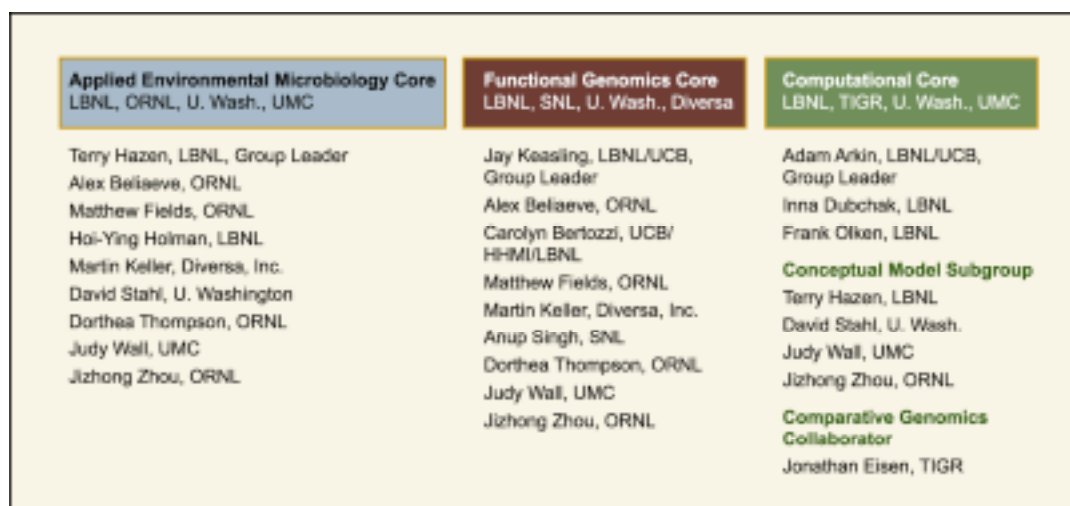 Applied Environmental Microbiology Core
LBNL, ORNL, U. Wash., UMC
Terry Hazen, LBNL, Group Leader
Alex Beliaeve, ORNL
Matthew Fields, ORNL
Hoi-Ying Holman, LBNL
Martin Keller, Diversa, Inc.
David Stahl, U. Washington
Dorthea Thompson, ORNL
Judy Wall, UMC
Jizhong Zhou, ORNL
Functional Genomics Core
LBNL, SNL, U. Wash., Diversa
Jay Keasling, LBNL/UCB,
Group Leader
Alex Beliaeve, ORNL
Carolyn Bertozzi, UCB/
HHMI/LBNL
Matthew Fields, ORNL
Martin Keller, Diversa, Inc.
Anup Singh, SNL
Dorthea Thompson, ORNL
Judy Wall, UMC
Jizhong Zhou, ORNL
Computational Core
LBNL, TIGR, U. Wash., UMC
Adam Arkin, LBNL/UCB,
Group Leader
Inna Dubchak, LBNL
Frank Olken, LBNL
Conceptual Model Subgroup
Terry Hazen, LBNL
David Stahl, U. Wash.
Judy Wall, UMC
Jizhong Zhou, ORNL
Comparative Genomics
Collaborator
Jonathan Eisen, TIGR